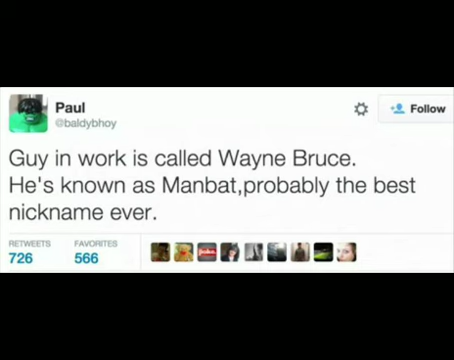 Paul
@baldybhoy
Follow
Guy in work is called Wayne Bruce.
He's known as Manbat,probably the best
nickname ever.
RETWEETS FAVORITES
726 566